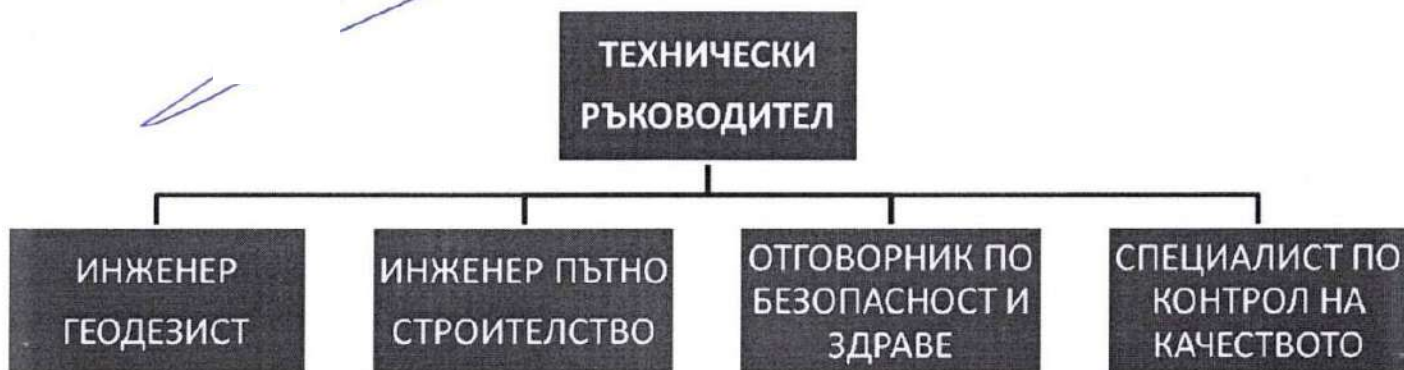 ТЕХНИЧЕСКИ
РЪКОВОДИТЕЛ
ИНЖЕНЕР
ГЕОДЕЗИСТ
ИНЖЕНЕР ПЪТНО
СТРОИТЕЛСТВО
ОТГОВОРНИК ПО
БЕЗОПАСНОСТ И
ЗДРАВЕ
СПЕЦИАЛИСТ ПО
КОНТРОЛ НА
КАЧЕСТВОТО